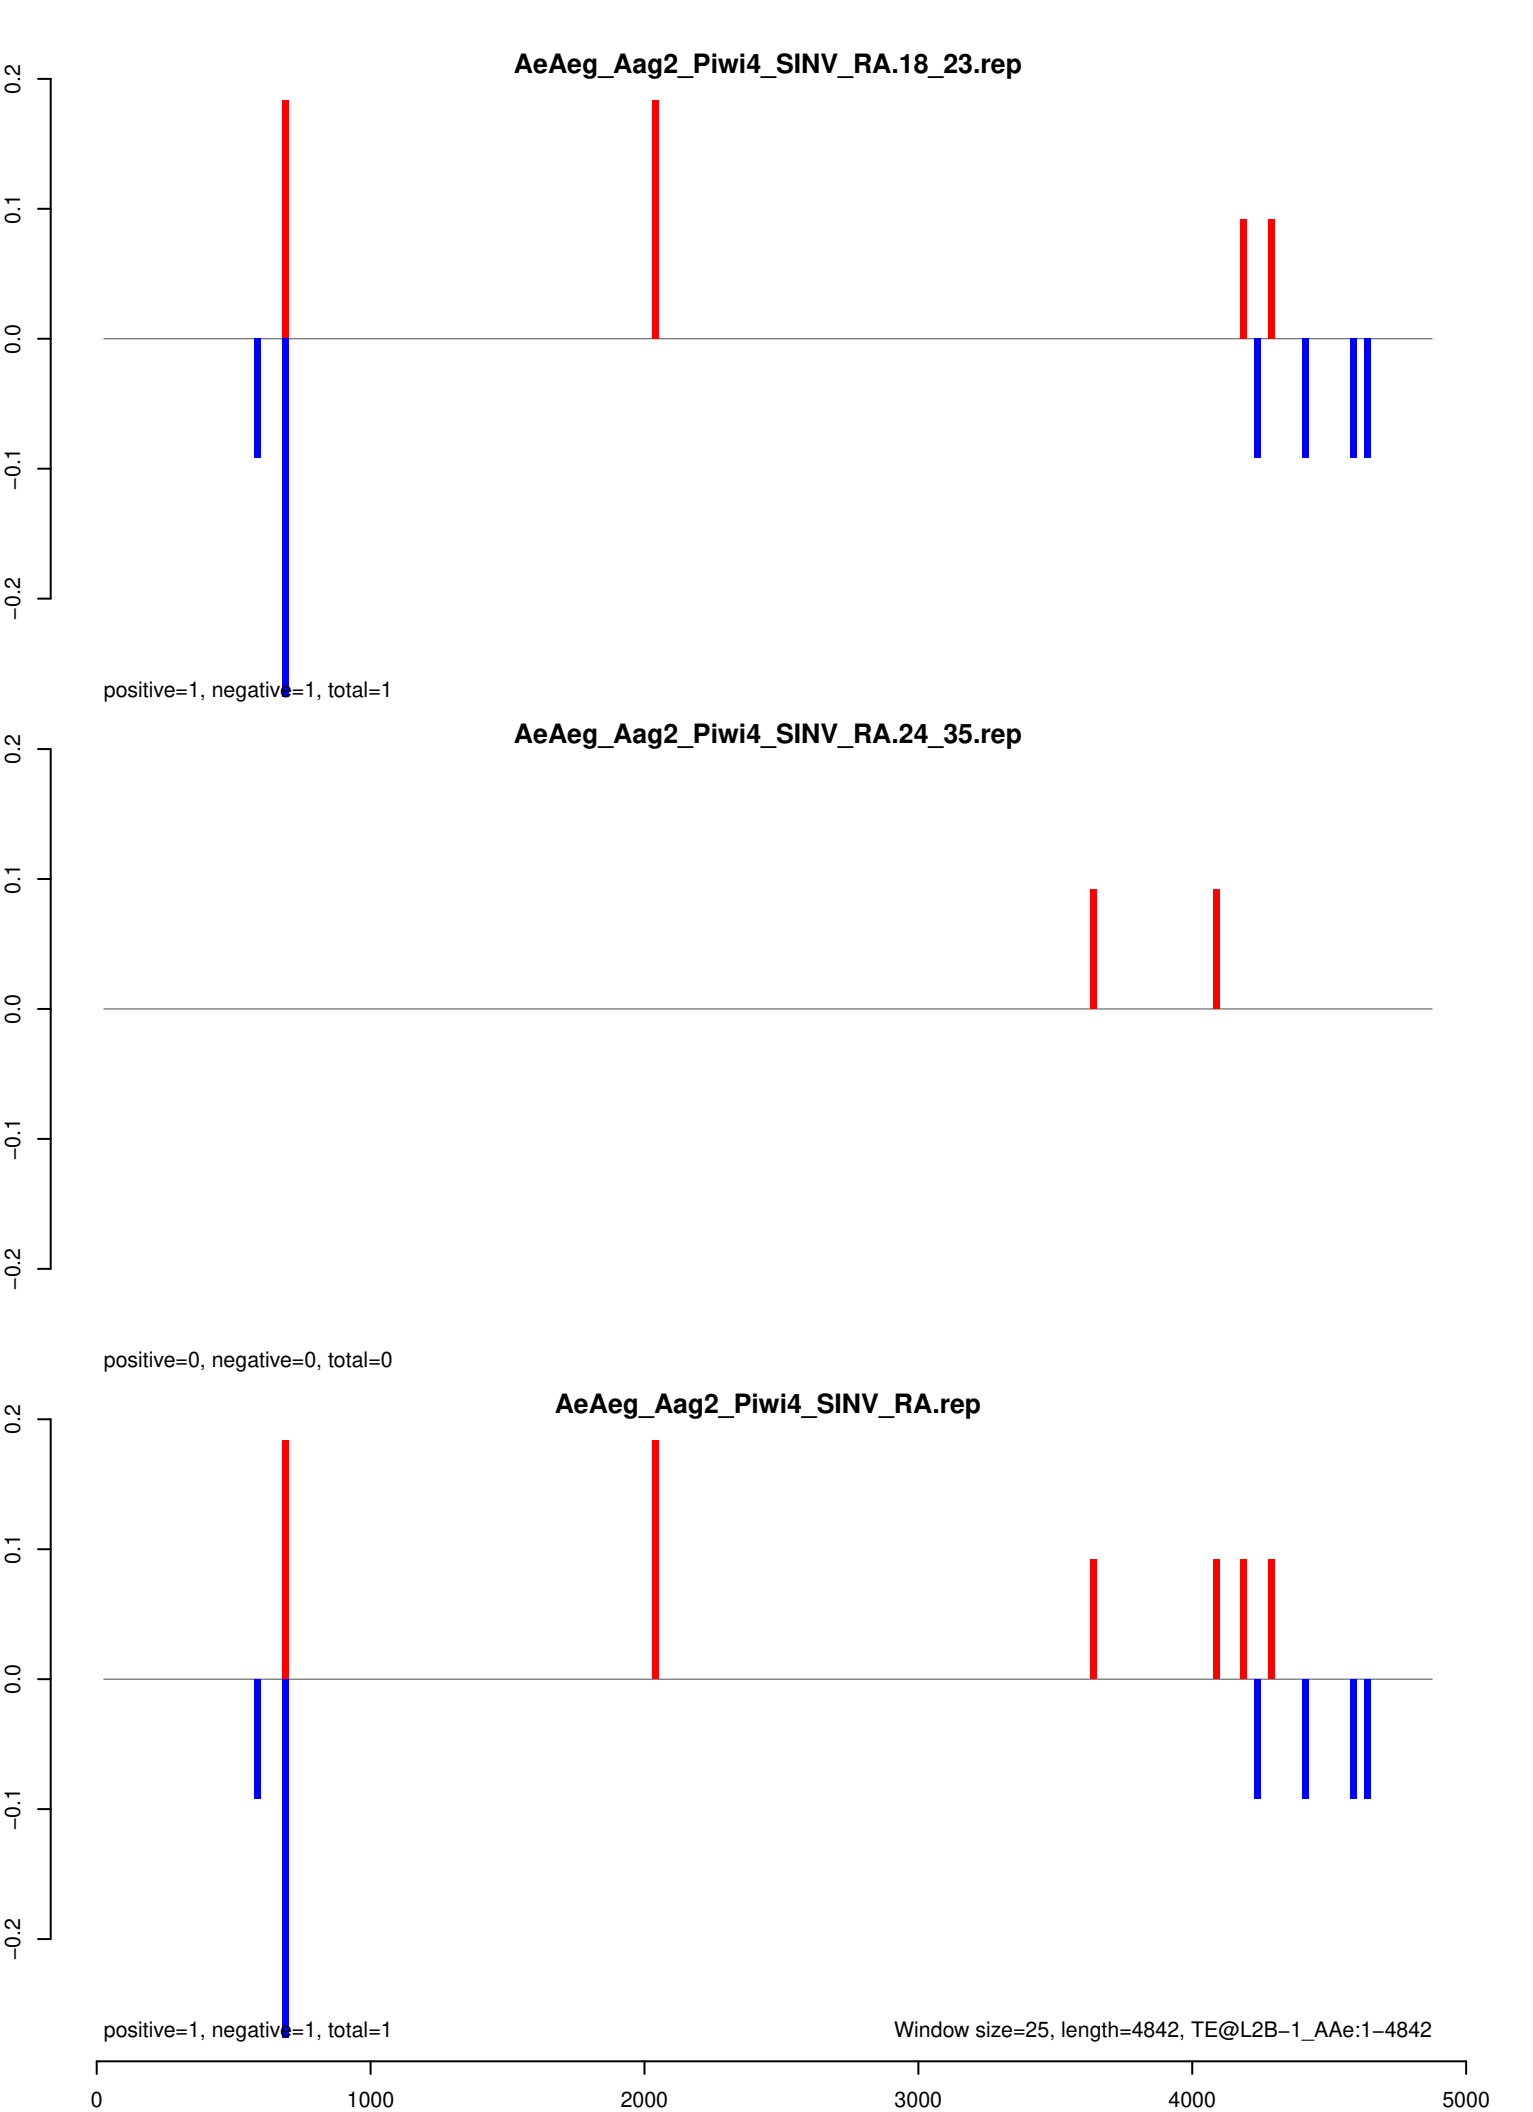 AeAeg_Aag2_Piwi4_SINV_RA.18_23.rep
0.2
0.1
0.0
−0.1
−0.2
positive=1, negative=1, total=1
AeAeg_Aag2_Piwi4_SINV_RA.24_35.rep
0.2
0.1
0.0
−0.1
−0.2
positive=0, negative=0, total=0
AeAeg_Aag2_Piwi4_SINV_RA.rep
0.2
0.1
0.0
−0.1
−0.2
positive=1, negative=1, total=1
Window size=25, length=4842, TE@L2B−1_AAe:1−4842
0 1000 2000 3000 4000 5000